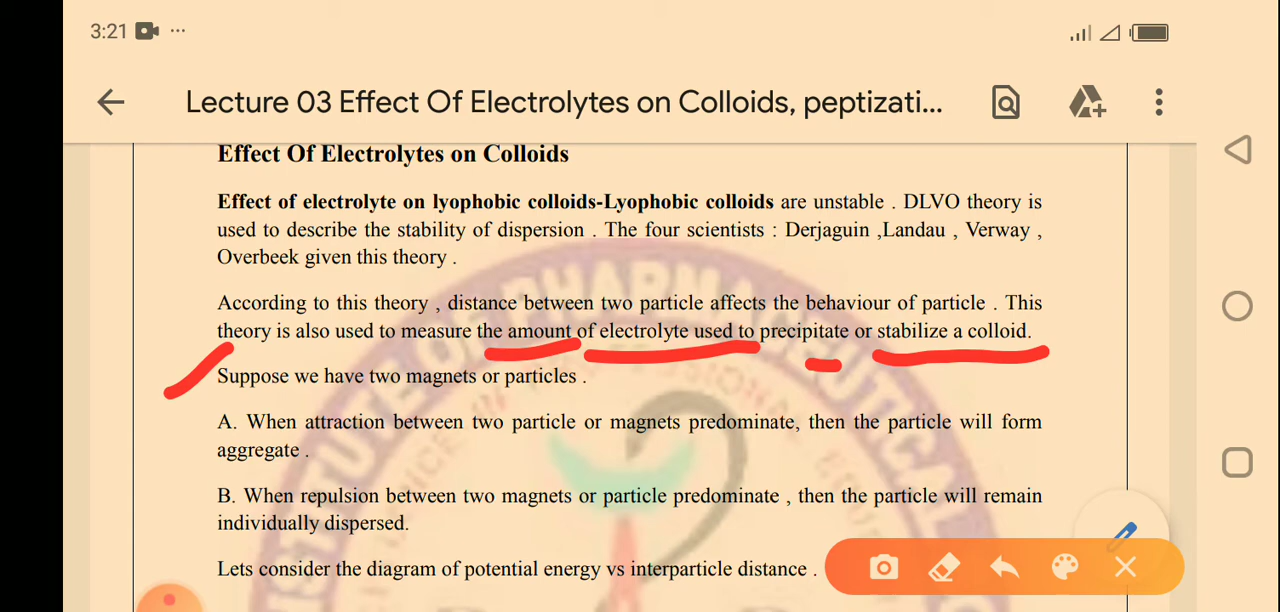 3:21
Lecture 03 Effect Of Electrolytes on Colloids, peptizati...
Effect Of Electrolytes on Colloids
Effect of electrolyte on lyophobic colloids-Lyophobic colloids are unstable . DLVO theory is
used to describe the stability of dispersion . The four scientists : Derjaguin ,Landau , Verway ,
Overbeek given this theory .
According to this theory , distance between two particle affects the behaviour of particle . This
theory is also used to measure the amount of electrolyte used to precipitate or stabilize a colloid.
Suppose we have two magnets or particles .
A. When attraction between two particle or magnets predominate, then the particle will form
aggregate .
B. When repulsion between two magnets or particle predominate , then the particle will remain
individually dispersed.
Lets consider the diagram of potential energy vs interparticle distance .